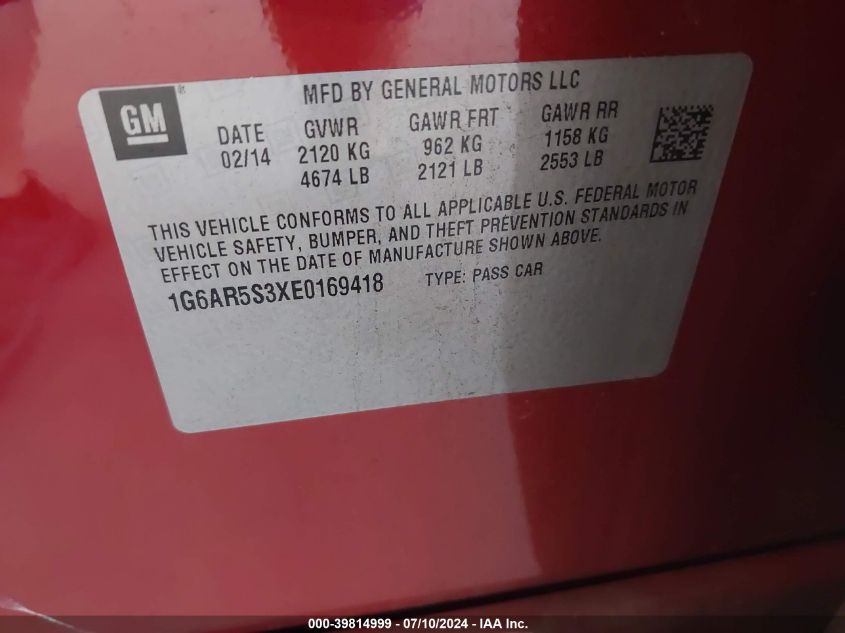 GM®
MFD BY GENERAL MOTORS LLC
DATE GVWR GAWR FRT GAWR RR
02/14 2120 KG 962 KG 1158 KG
4674 LB 2121 LB 2553 LB
THIS VEHICLE CONFORMS TO ALL APPLICABLE U.S. FEDERAL MOTOR
VEHICLE SAFETY, BUMPER, AND THEFT PREVENTION STANDARDS IN
EFFECT ON THE DATE OF MANUFACTURE SHOWN ABOVE.
1G6AR5S3XE0169418 TYPE: PASS CAR
000-39814999 - 07/10/2024 - IAA Inc.